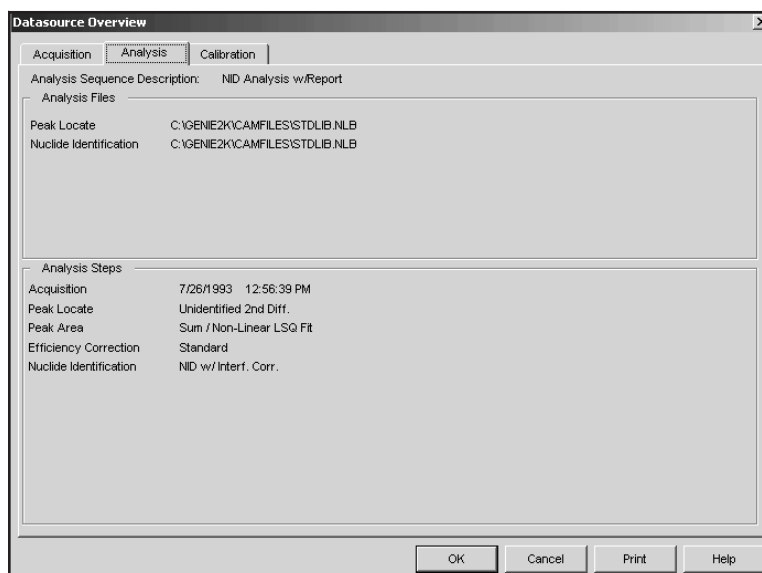 Datasource Overview
Acquisition Analysis Calibration
Analysis Sequence Description: NID Analysis w/Report
Analysis Files
Peak Locate C:\GENIE2K\CAMFILES\STDLIB.NLB
Nuclide Identification C:\GENIE2K\CAMFILES\STDLIB.NLB
Analysis Steps
Acquisition 7/26/1993 12:56:39 PM
Peak Locate Unidentified 2nd Diff.
Peak Area Sum / Non-Linear LSQ Fit
Efficiency Correction Standard
Nuclide Identification NID w/ Interf. Corr.
OK Cancel Print Help